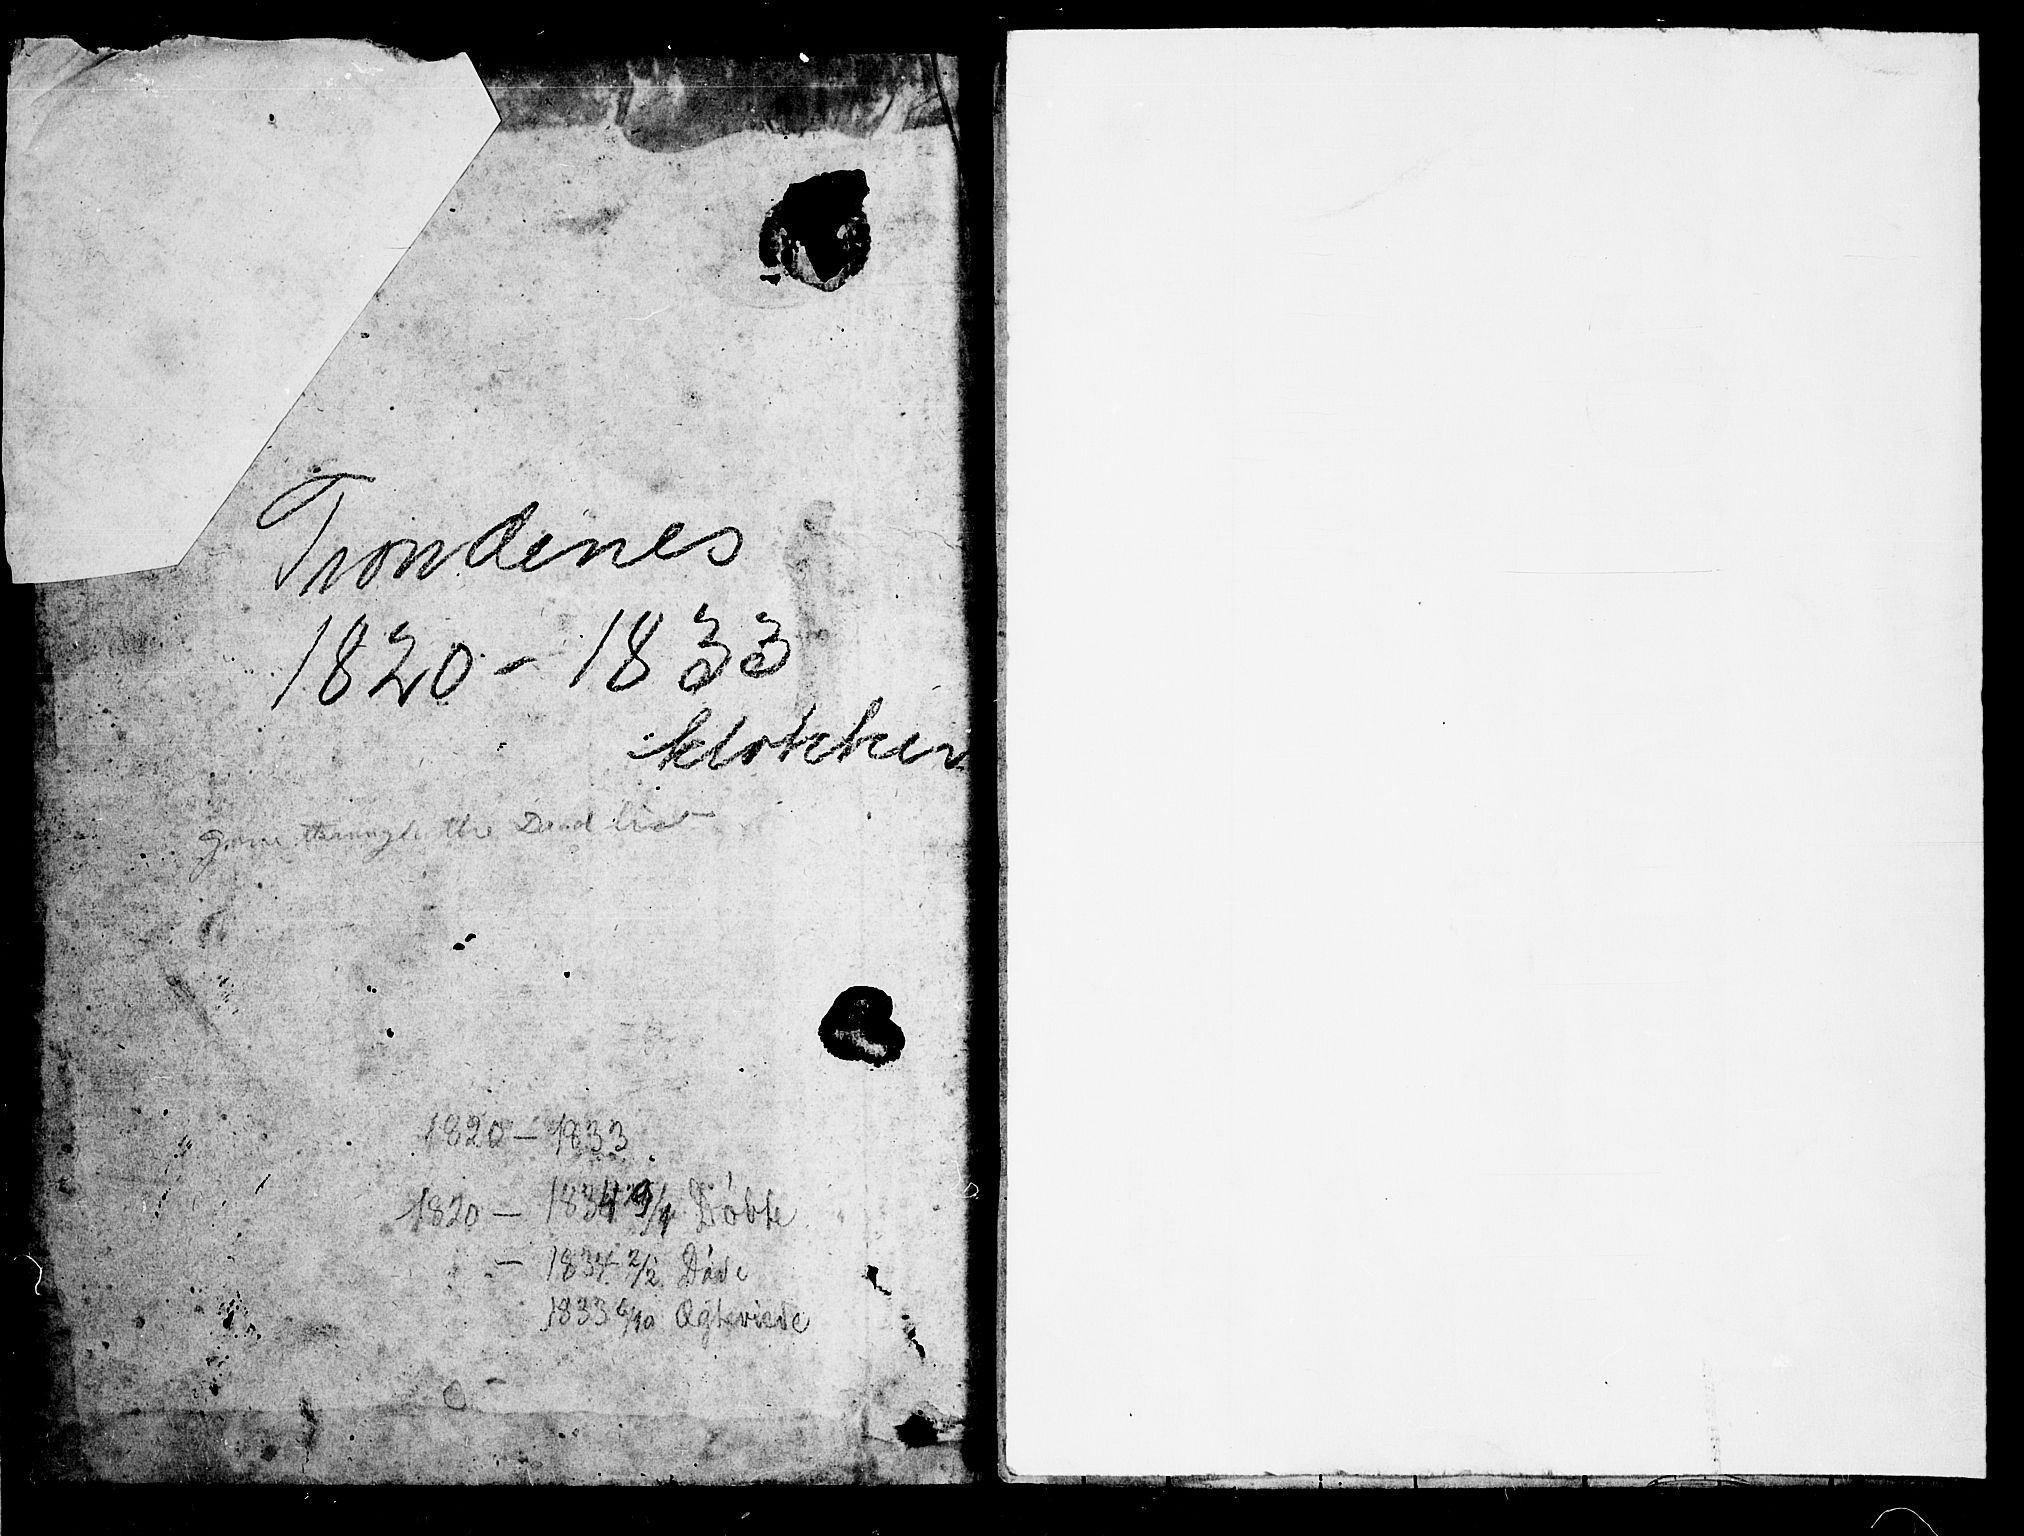 Trondenes
1820 - 1833
klokker
gone through the Dead list
1820 - 1833
1820 - 1834 9/4 Døbte
- 1834 2/2 Døde
1833 6/10 Ægteviede